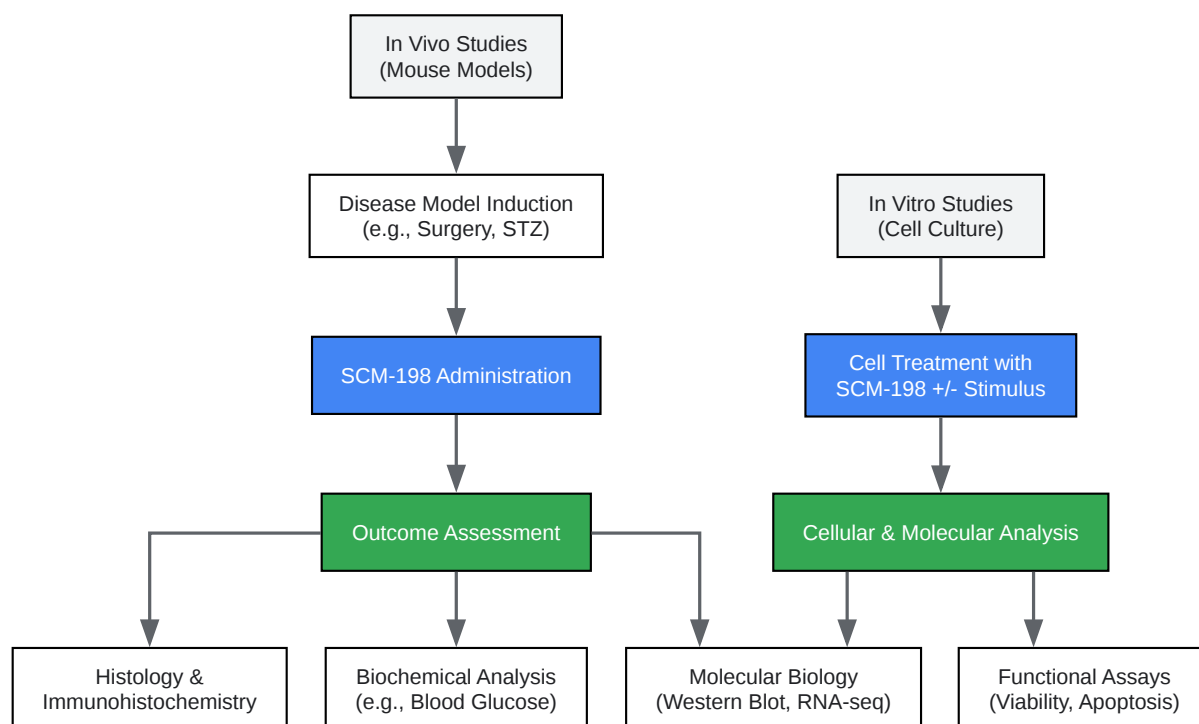 In Vivo Studies
(Mouse Models)
Disease Model Induction
(e.g., Surgery, STZ)
In Vitro Studies
(Cell Culture)
SCM-198 Administration
Cell Treatment with
SCM-198 +/- Stimulus
Outcome Assessment
Cellular & Molecular Analysis
Histology &
Immunohistochemistry
Biochemical Analysis
(e.g., Blood Glucose)
Molecular Biology
(Western Blot, RNA-seq)
Functional Assays
(Viability, Apoptosis)